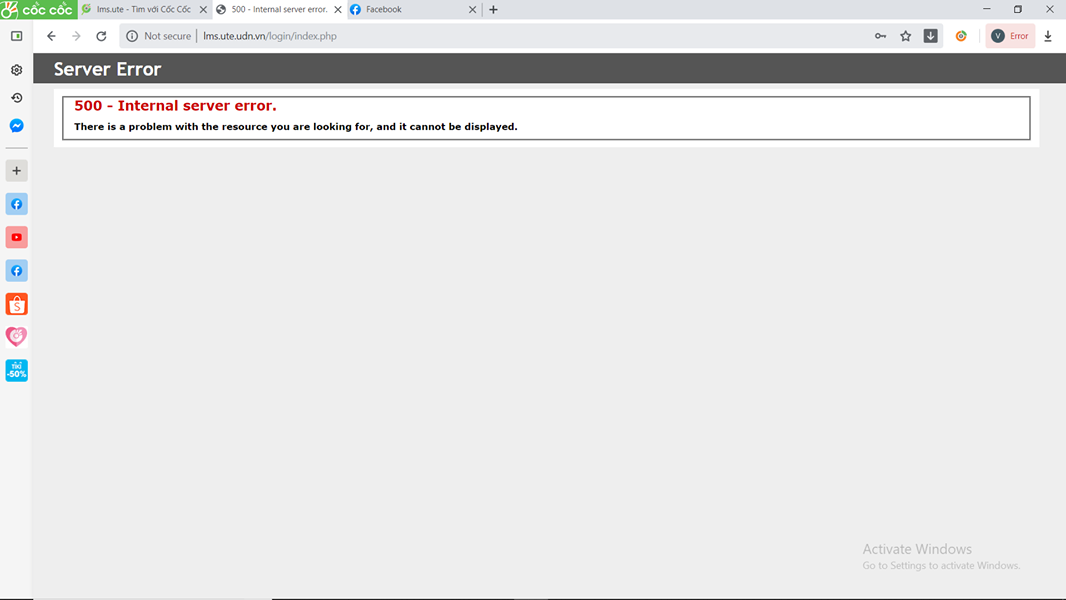 cốc cốc
lms.ute - Tìm với Cốc Cốc
500 - Internal server error.
Facebook
Not secure
lms.ute.udn.vn/login/index.php
V
Error
Server Error
500 - Internal server error.
There is a problem with the resource you are looking for, and it cannot be displayed.
TIKI
-50%
Activate Windows
Go to Settings to activate Windows.